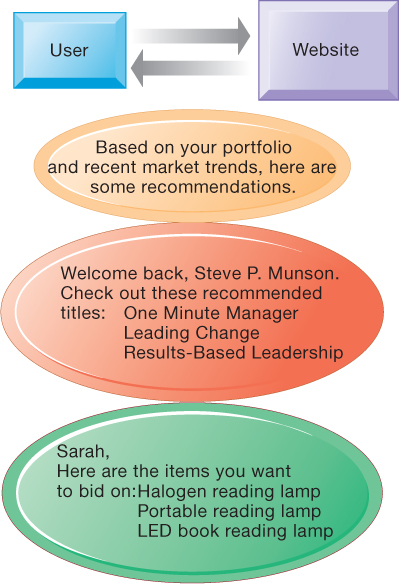 User
Website
Based on your portfolio
and recent market trends, here are
some recommendations.
Welcome back, Steve P. Munson.
Check out these recommended
titles: One Minute Manager
Leading Change
Results-Based Leadership
Sarah,
Here are the items you want
to bid on: Halogen reading lamp
Portable reading lamp
LED book reading lamp